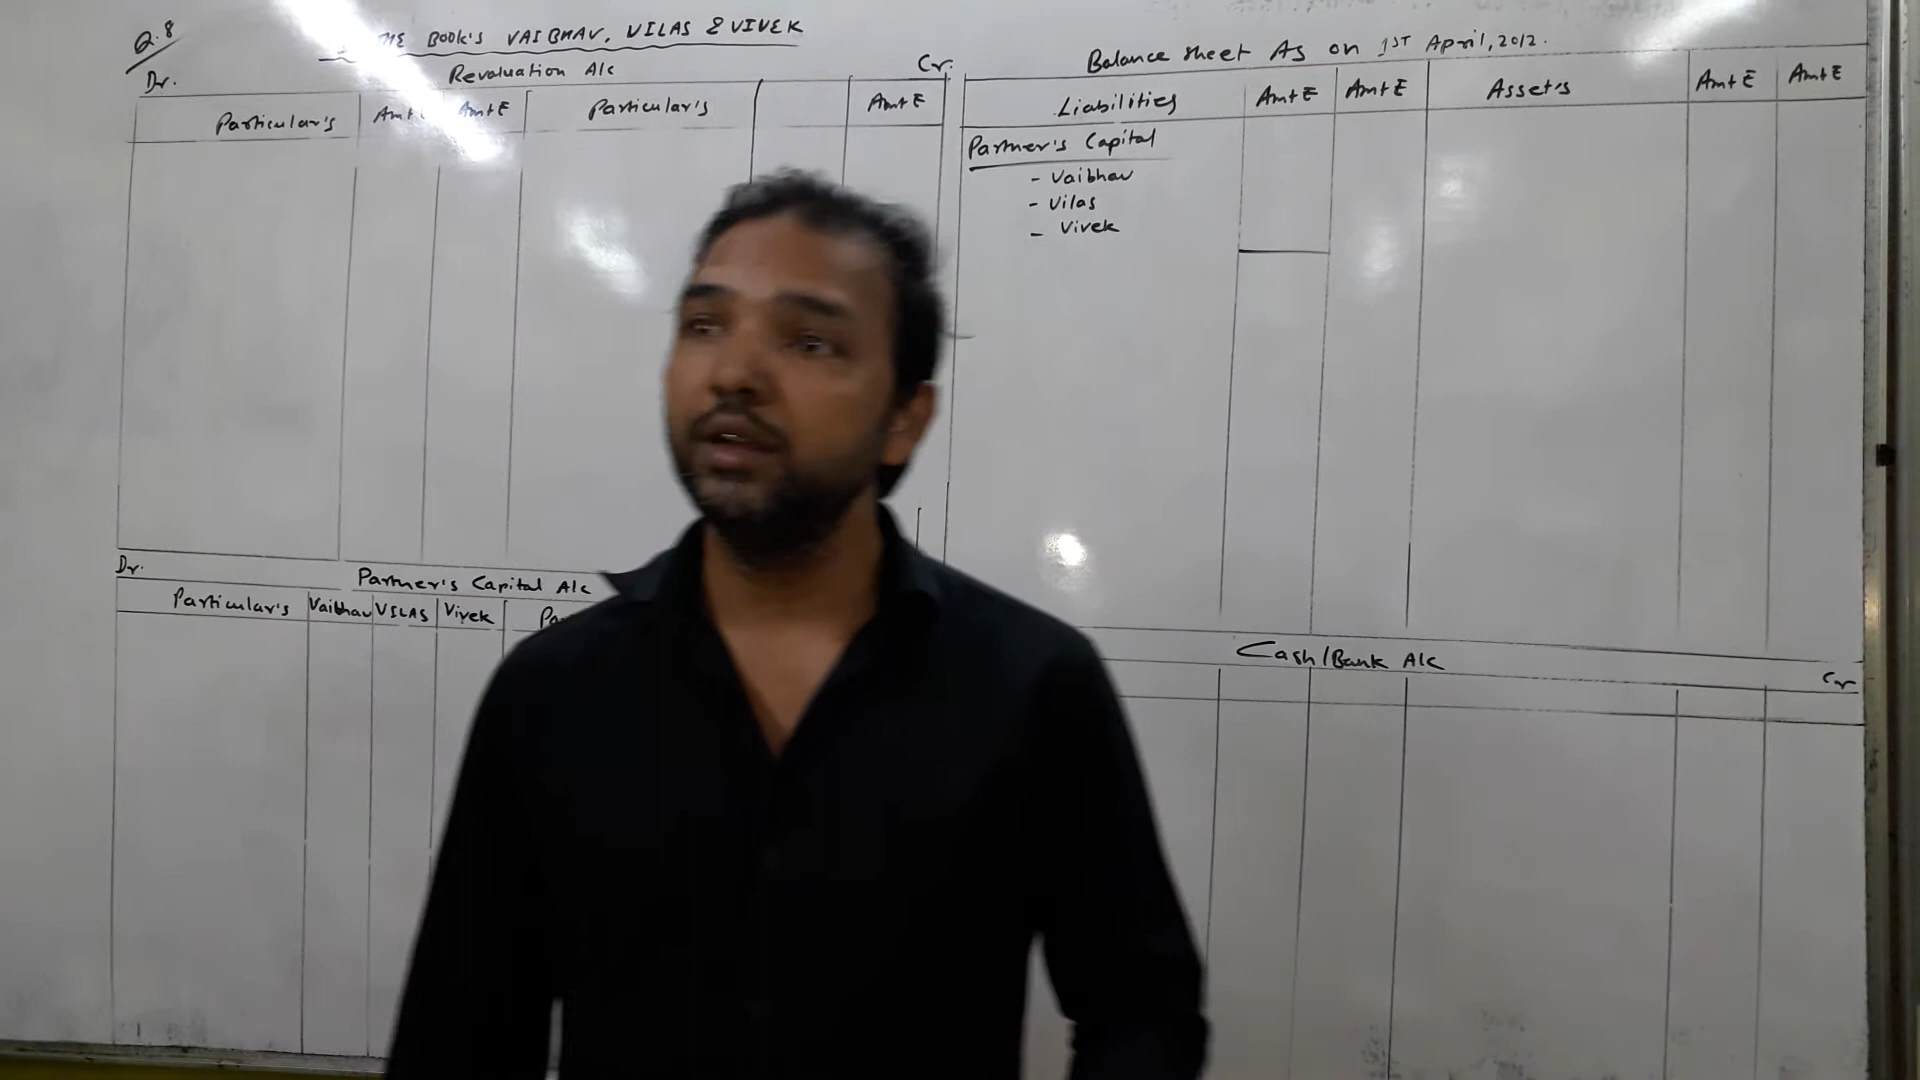 Q.8
THE BOOK'S VAIBHAV, VILAS & VIVEK
Dr. Revaluation A/c Cr.
Particular's Amt Amt ₹ Particular's Amt ₹
Dr. Partner's Capital A/c
Particular's Vaibhav VILAS Vivek
Balance sheet As on 1ST April, 2012.
Liabilities Amt ₹ Amt ₹ Asset's Amt ₹ Amt ₹
Partner's Capital
- Vaibhav
- Vilas
- Vivek
Cash/Bank A/c
Cr